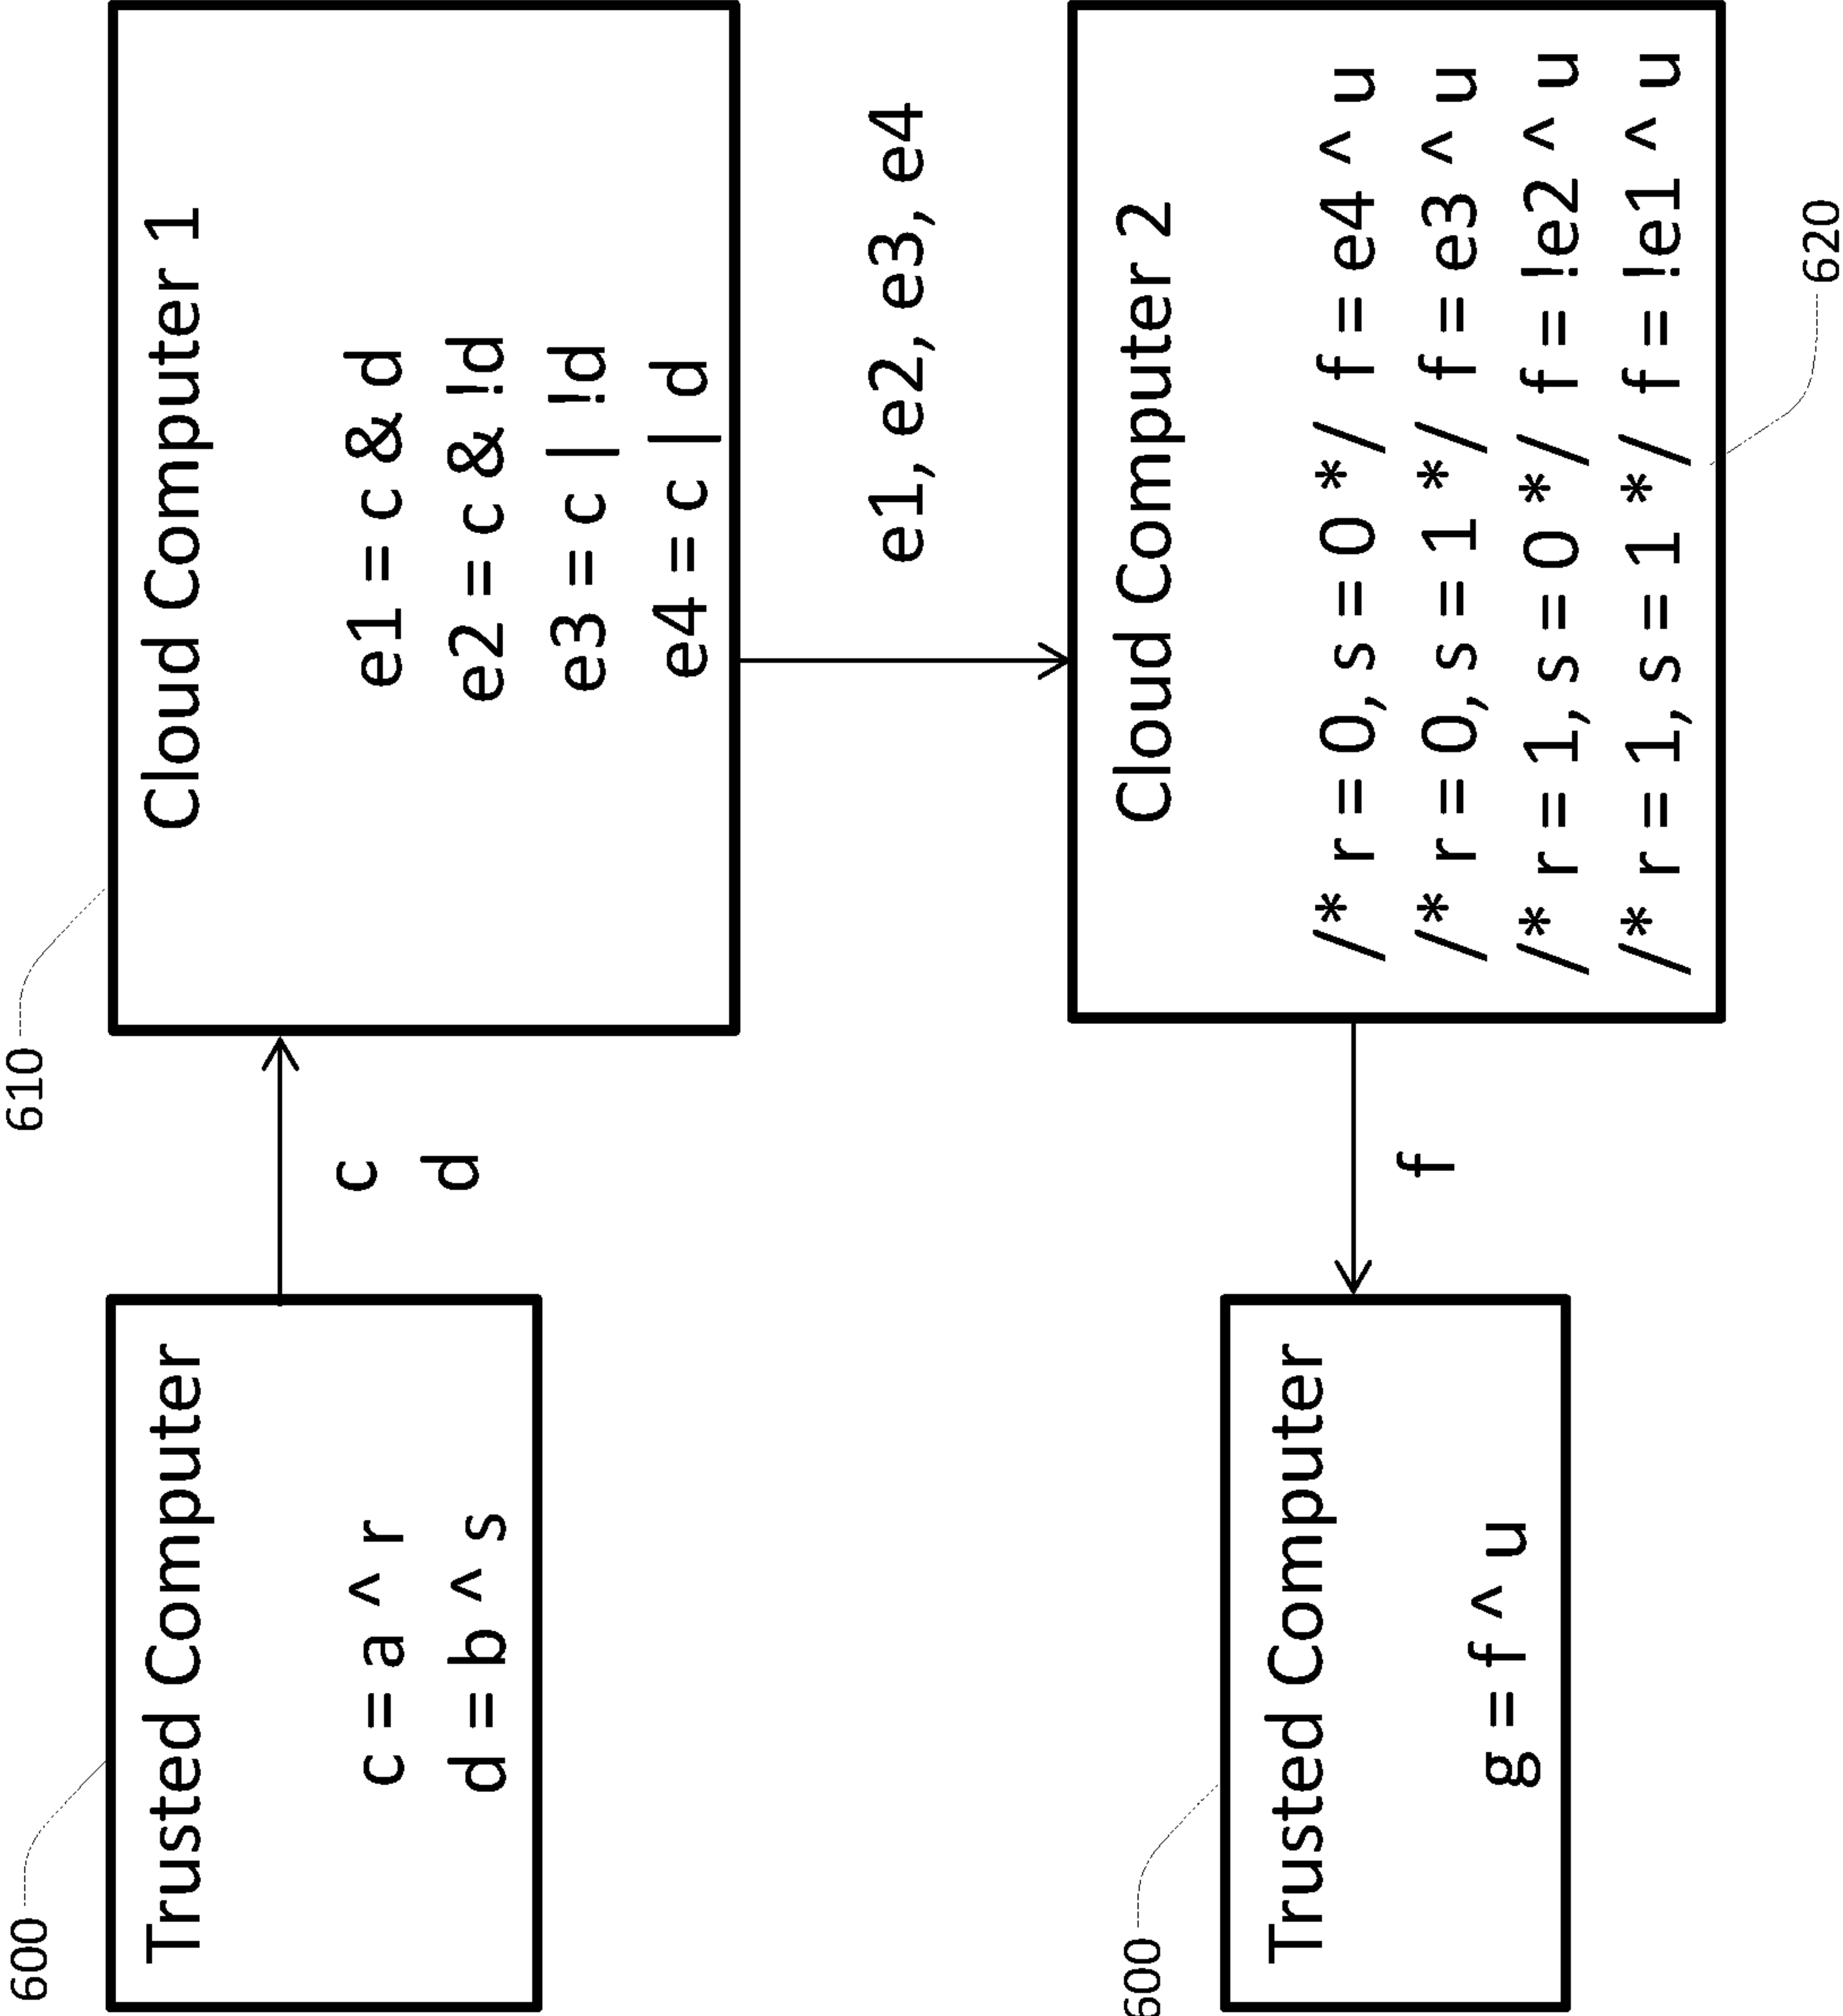 600
Trusted Computer
c = a ^ r
d = b ^ s
c
d
610
Cloud Computer 1
e1 = c & d
e2 = c & !d
e3 = c | !d
e4 = c | d
e1, e2, e3, e4
Cloud Computer 2
/* r = 0, s = 0 */ f = e4 ^ u
/* r = 0, s = 1 */ f = e3 ^ u
/* r = 1, s = 0 */ f = !e2 ^ u
/* r = 1, s = 1 */ f = !e1 ^ u
620
f
600
Trusted Computer
g = f ^ u